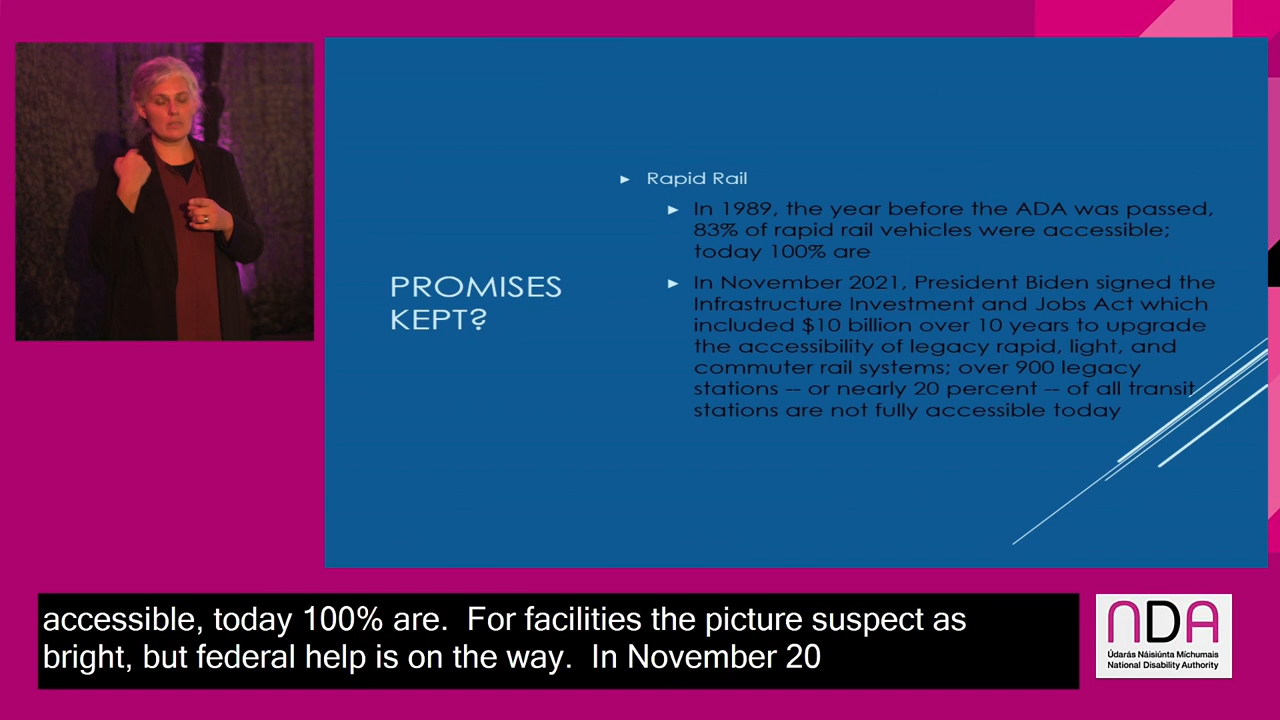 PROMISES
KEPT?
Rapid Rail
In 1989, the year before the ADA was passed,
83% of rapid rail vehicles were accessible;
today 100% are
In November 2021, President Biden signed the
Infrastructure Investment and Jobs Act which
included $10 billion over 10 years to upgrade
the accessibility of legacy rapid, light, and
commuter rail systems; over 900 legacy
stations -- or nearly 20 percent -- of all transit
stations are not fully accessible today
accessible, today 100% are.  For facilities the picture suspect as
bright, but federal help is on the way.  In November 20
NDA
Údarás Náisiúnta Míchumais
National Disability Authority